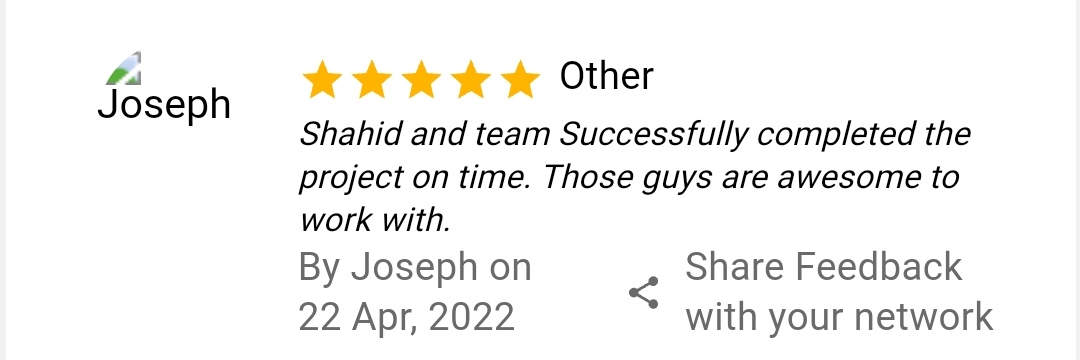 Joseph
Other
Shahid and team Successfully completed the
project on time. Those guys are awesome to
work with.
By Joseph on
22 Apr, 2022
Share Feedback
with your network